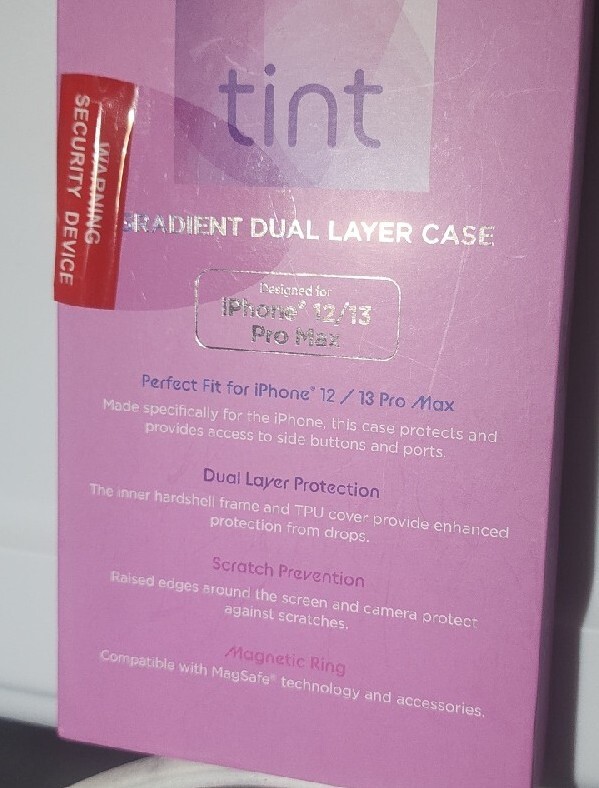 tint
WARNING
SECURITY DEVICE
GRADIENT DUAL LAYER CASE
Designed for
iPhone® 12/13
Pro Max
Perfect Fit for iPhone® 12 / 13 Pro Max
Made specifically for the iPhone, this case protects and
provides access to side buttons and ports.
Dual Layer Protection
The inner hardshell frame and TPU cover provide enhanced
protection from drops.
Scratch Prevention
Raised edges around the screen and camera protect
against scratches.
Magnetic Ring
Compatible with MagSafe® technology and accessories.